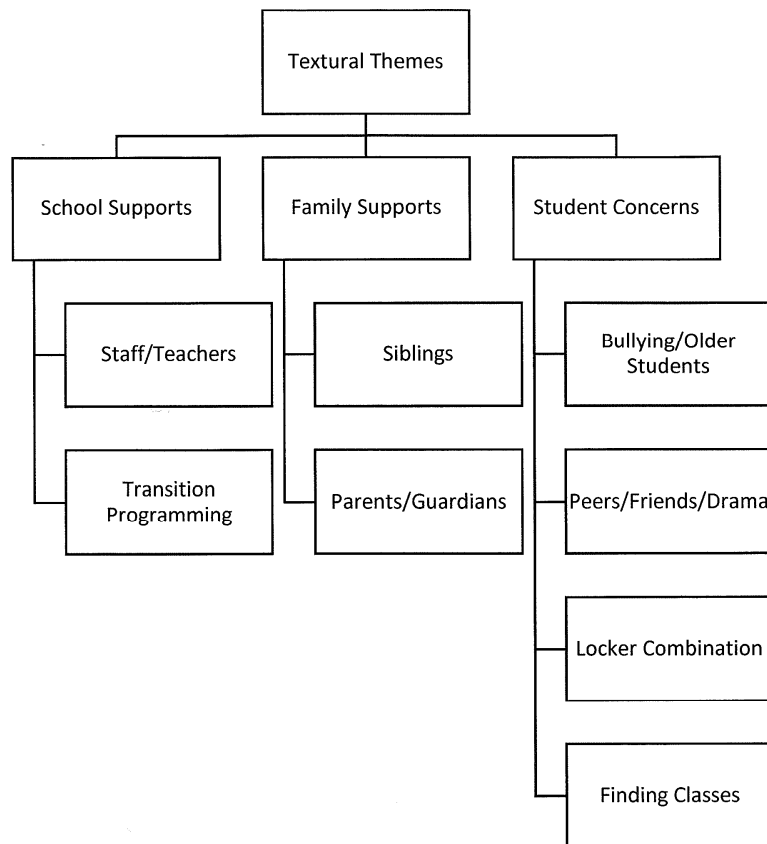 Textural Themes
School Supports
Family Supports
Student Concerns
Staff/Teachers
Siblings
Bullying/Older
Students
Transition
Programming
Parents/Guardians
Peers/Friends/Drama
Locker Combination
Finding Classes